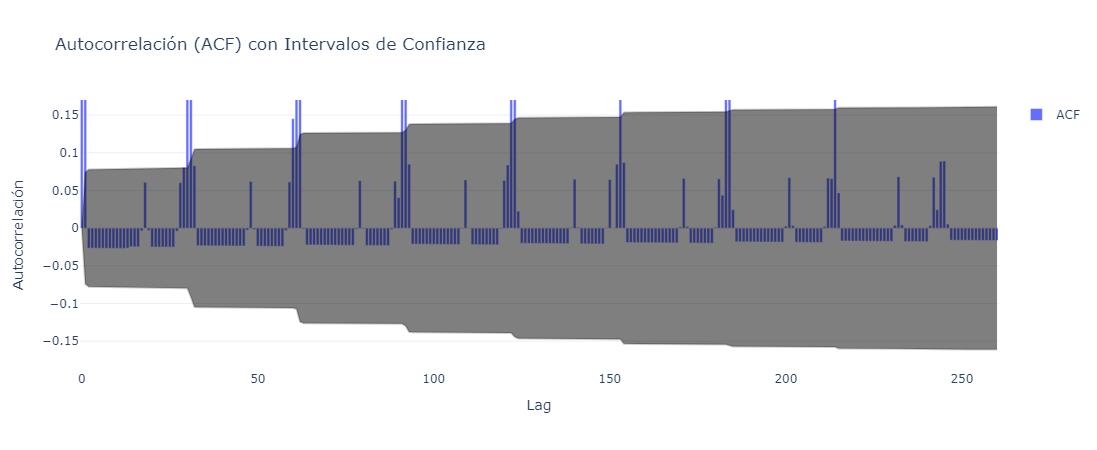 Autocorrelación (ACF) con Intervalos de Confianza
ACF
Autocorrelación
0.15
0.1
0.05
0
−0.05
−0.1
−0.15
0 50 100 150 200 250
Lag